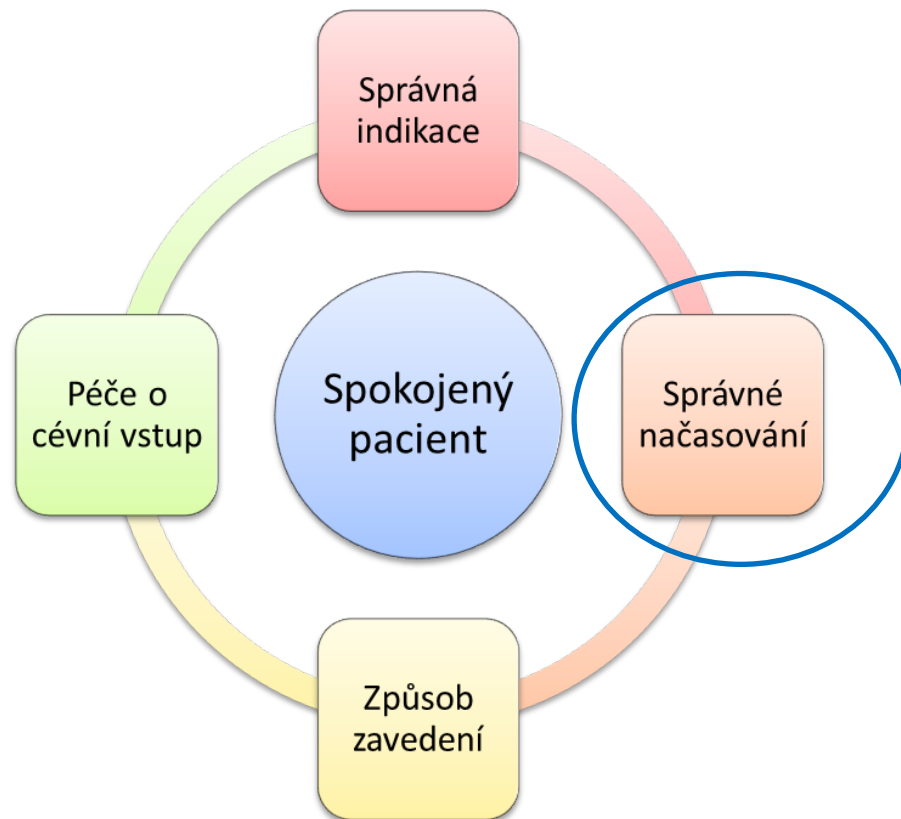 Správná
indikace
Péče o
cévní vstup
Spokojený
pacient
Správné
načasování
Způsob
zavedení